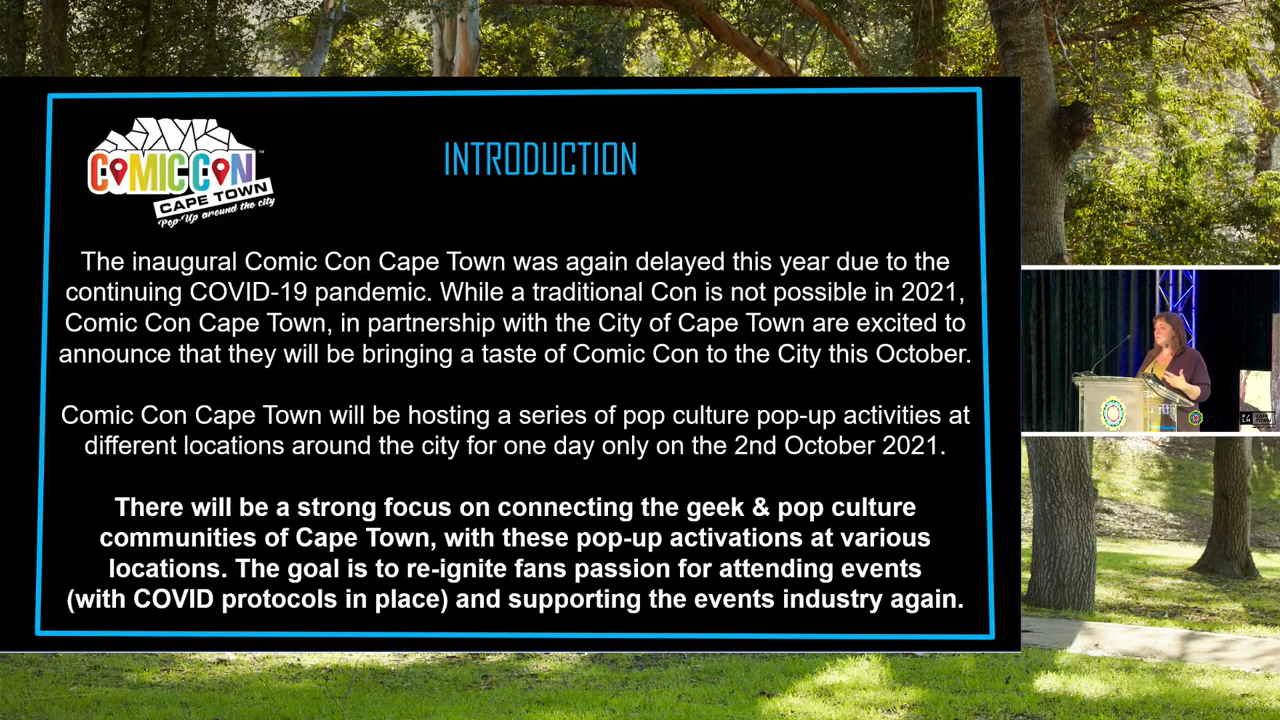 COMIC CON™
CAPE TOWN
Pop-Up around the city
INTRODUCTION
The inaugural Comic Con Cape Town was again delayed this year due to the
continuing COVID-19 pandemic. While a traditional Con is not possible in 2021,
Comic Con Cape Town, in partnership with the City of Cape Town are excited to
announce that they will be bringing a taste of Comic Con to the City this October.
Comic Con Cape Town will be hosting a series of pop culture pop-up activities at
different locations around the city for one day only on the 2nd October 2021.
There will be a strong focus on connecting the geek & pop culture
communities of Cape Town, with these pop-up activations at various
locations. The goal is to re-ignite fans passion for attending events
(with COVID protocols in place) and supporting the events industry again.